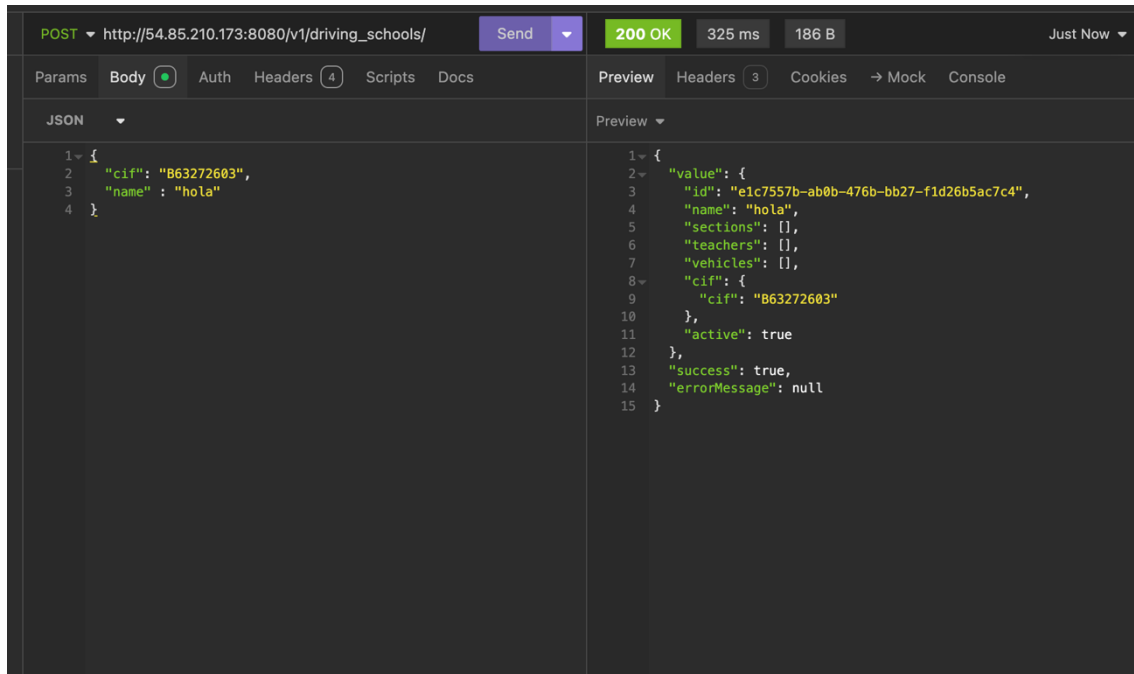 POST http://54.85.210.173:8080/v1/driving_schools/ Send 200 OK 325 ms 186 B Just Now
Params Body Auth Headers 4 Scripts Docs Preview Headers 3 Cookies → Mock Console
JSON Preview
1 {
2 "cif": "B63272603",
3 "name" : "hola"
4 }
1 {
2 "value": {
3 "id": "e1c7557b-ab0b-476b-bb27-f1d26b5ac7c4",
4 "name": "hola",
5 "sections": [],
6 "teachers": [],
7 "vehicles": [],
8 "cif": {
9 "cif": "B63272603"
10 },
11 "active": true
12 },
13 "success": true,
14 "errorMessage": null
15 }